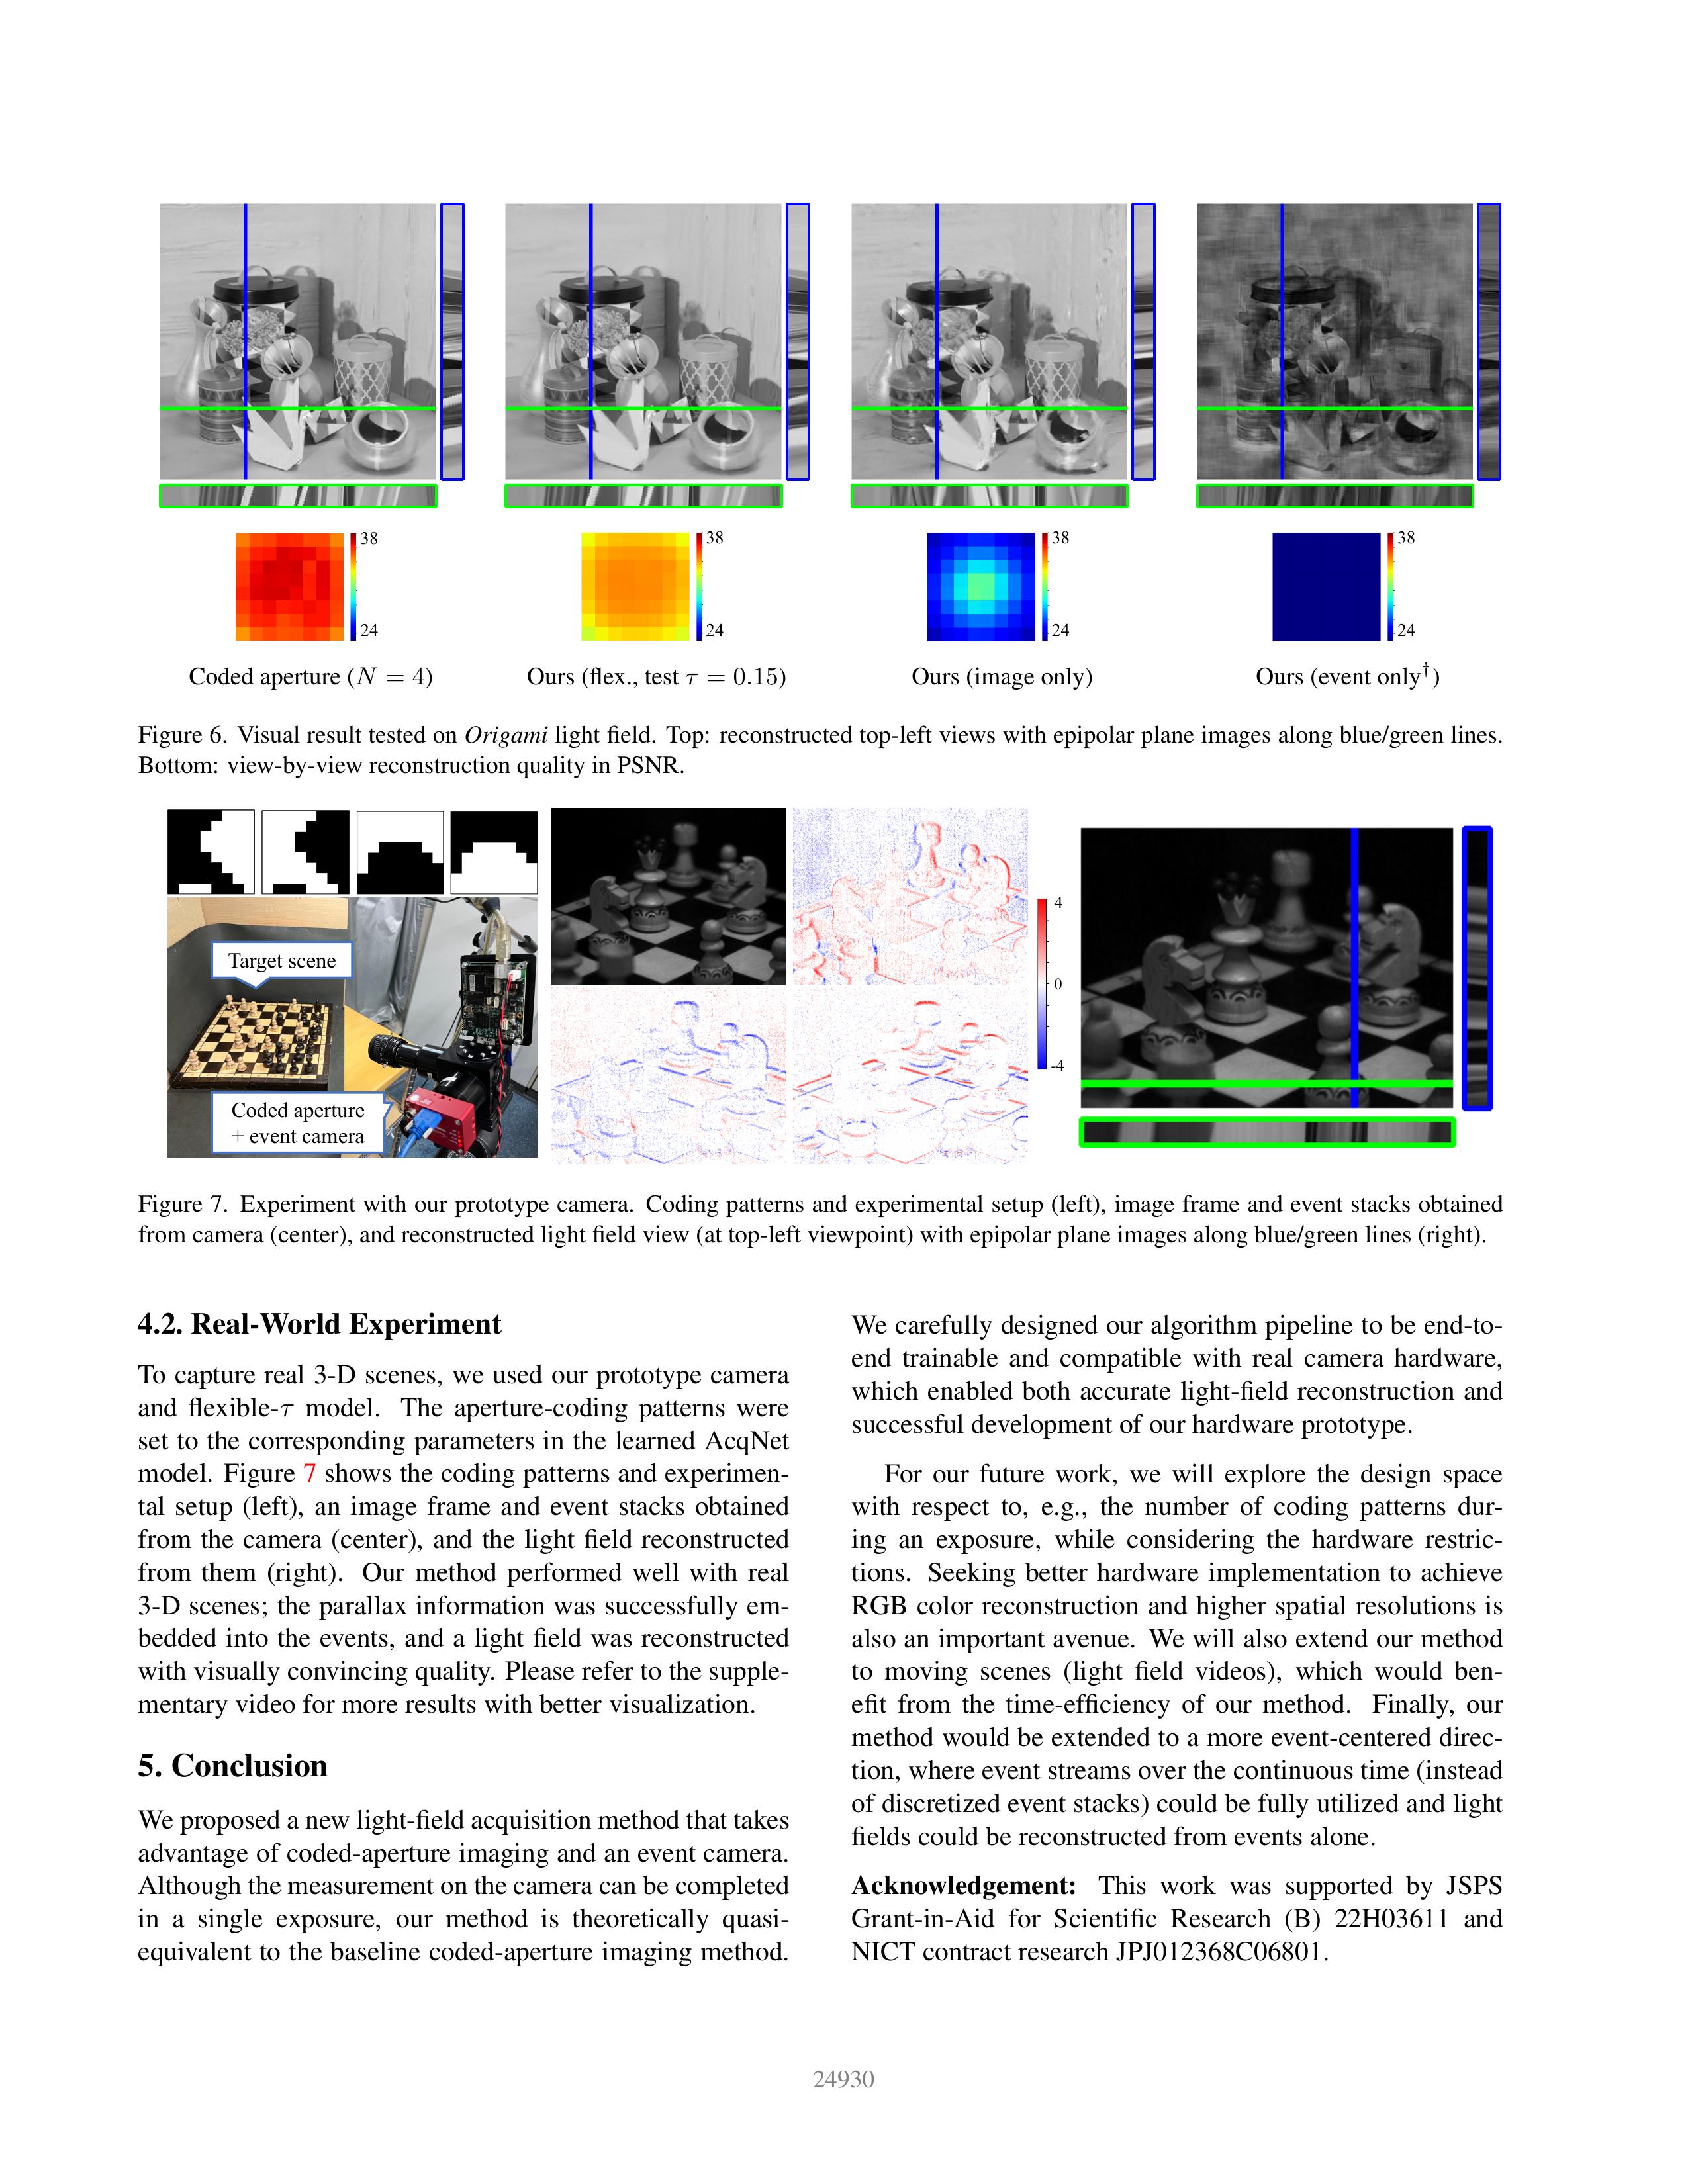 38
24
38
24
38
24
38
24
Coded aperture (N = 4)
Ours (flex., test τ = 0.15)
Ours (image only)
Ours (event only†)
Figure 6. Visual result tested on Origami light field. Top: reconstructed top-left views with epipolar plane images along blue/green lines.
Bottom: view-by-view reconstruction quality in PSNR.
Target scene
Coded aperture
+ event camera
4
0
-4
Figure 7. Experiment with our prototype camera. Coding patterns and experimental setup (left), image frame and event stacks obtained
from camera (center), and reconstructed light field view (at top-left viewpoint) with epipolar plane images along blue/green lines (right).
4.2. Real-World Experiment
To capture real 3-D scenes, we used our prototype camera
and flexible-τ model. The aperture-coding patterns were
set to the corresponding parameters in the learned AcqNet
model. Figure 7 shows the coding patterns and experimen-
tal setup (left), an image frame and event stacks obtained
from the camera (center), and the light field reconstructed
from them (right). Our method performed well with real
3-D scenes; the parallax information was successfully em-
bedded into the events, and a light field was reconstructed
with visually convincing quality. Please refer to the supple-
mentary video for more results with better visualization.
5. Conclusion
We proposed a new light-field acquisition method that takes
advantage of coded-aperture imaging and an event camera.
Although the measurement on the camera can be completed
in a single exposure, our method is theoretically quasi-
equivalent to the baseline coded-aperture imaging method.
We carefully designed our algorithm pipeline to be end-to-
end trainable and compatible with real camera hardware,
which enabled both accurate light-field reconstruction and
successful development of our hardware prototype.
For our future work, we will explore the design space
with respect to, e.g., the number of coding patterns dur-
ing an exposure, while considering the hardware restric-
tions. Seeking better hardware implementation to achieve
RGB color reconstruction and higher spatial resolutions is
also an important avenue. We will also extend our method
to moving scenes (light field videos), which would ben-
efit from the time-efficiency of our method. Finally, our
method would be extended to a more event-centered direc-
tion, where event streams over the continuous time (instead
of discretized event stacks) could be fully utilized and light
fields could be reconstructed from events alone.
Acknowledgement: This work was supported by JSPS
Grant-in-Aid for Scientific Research (B) 22H03611 and
NICT contract research JPJ012368C06801.
24930